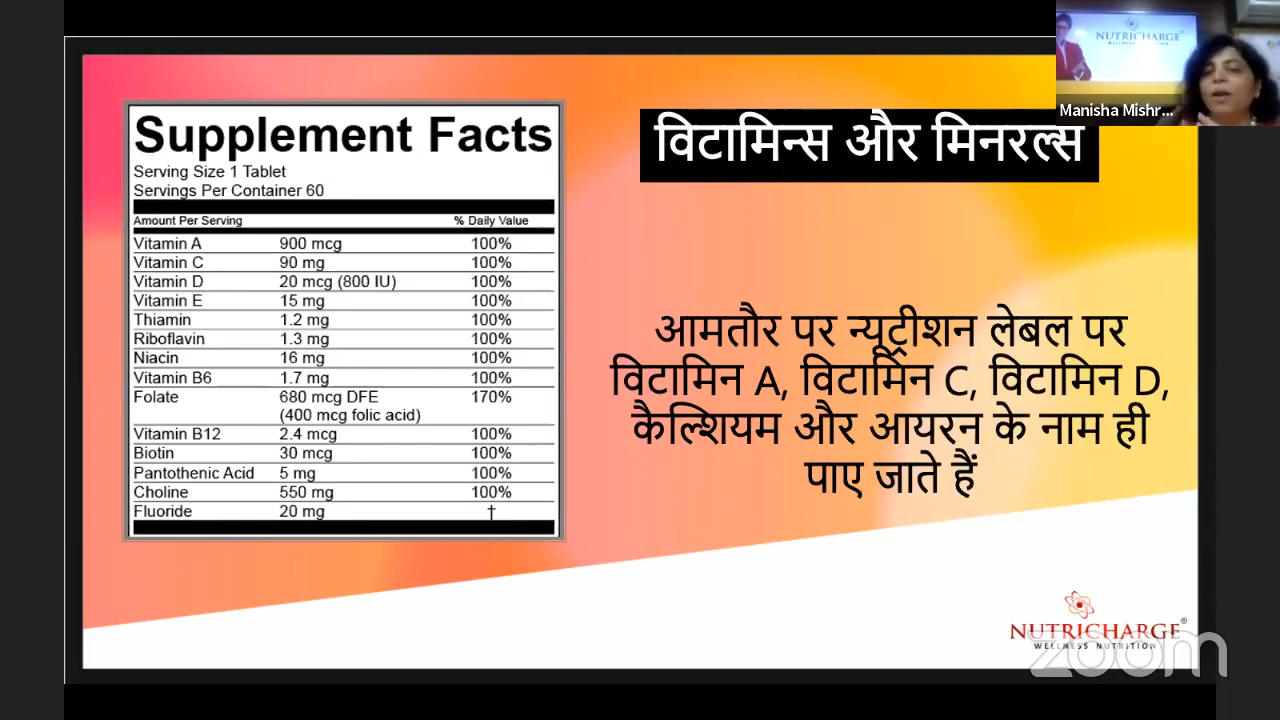 Supplement Facts
Serving Size 1 Tablet
Servings Per Container 60
Amount Per Serving % Daily Value
Vitamin A 900 mcg 100%
Vitamin C 90 mg 100%
Vitamin D 20 mcg (800 IU) 100%
Vitamin E 15 mg 100%
Thiamin 1.2 mg 100%
Riboflavin 1.3 mg 100%
Niacin 16 mg 100%
Vitamin B6 1.7 mg 100%
Folate 680 mcg DFE 170%
(400 mcg folic acid)
Vitamin B12 2.4 mcg 100%
Biotin 30 mcg 100%
Pantothenic Acid 5 mg 100%
Choline 550 mg 100%
Fluoride 20 mg †
विटामिन्स और मिनरल्स
आमतौर पर न्यूट्रीशन लेबल पर
विटामिन A, विटामिन C, विटामिन D,
कैल्शियम और आयरन के नाम ही
पाए जाते हैं
NUTRICHARGE
WELLNESS NUTRITION
Manisha Mishr...
NUTRICHARGE®
WELLNESS NUTRITION
zoom